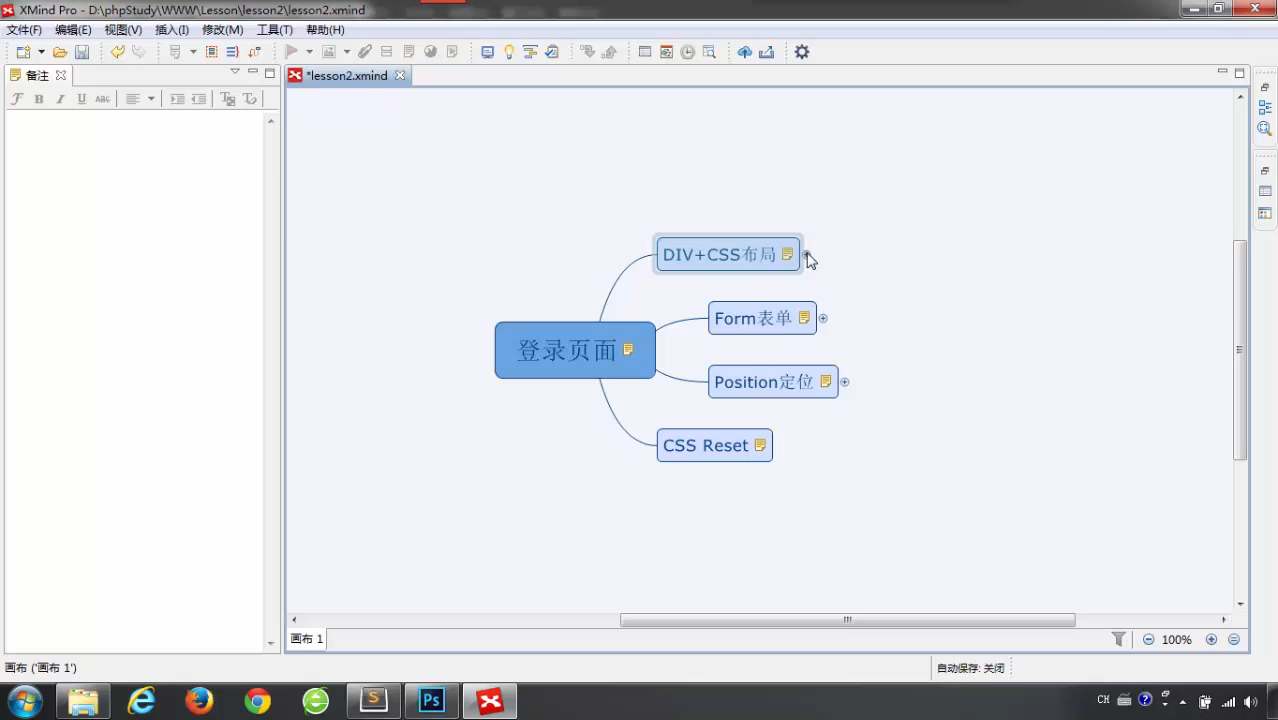 XMind Pro - D:\phpStudy\WWW\Lesson\lesson2\lesson2.xmind
文件(F) 编辑(E) 视图(V) 插入(I) 修改(M) 工具(T) 帮助(H)
备注
*lesson2.xmind
B I U ABC
DIV+CSS布局
Form表单
登录页面
Position定位
CSS Reset
画布 1
100%
画布 ('画布 1')
自动保存: 关闭
S Ps CH